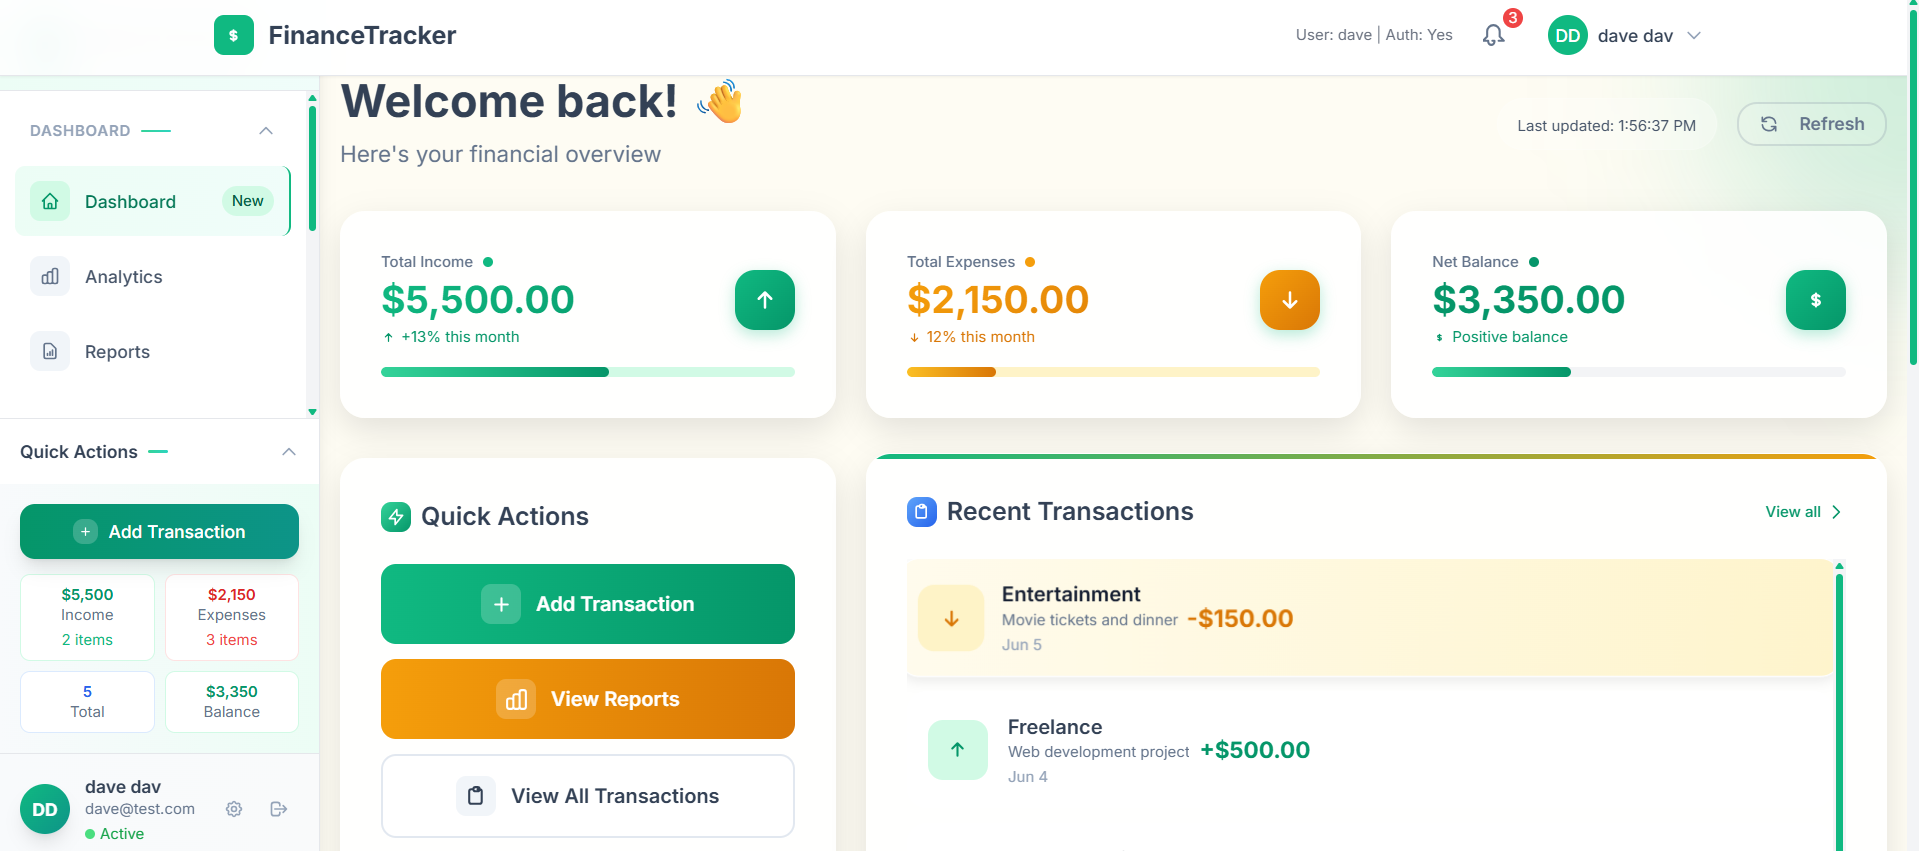 $ FinanceTracker
User: dave | Auth: Yes
3
DD dave dav
DASHBOARD
Dashboard New
Analytics
Reports
Quick Actions
+ Add Transaction
$5,500
Income
2 items
$2,150
Expenses
3 items
5
Total
$3,350
Balance
DD
dave dav
dave@test.com
Active
Welcome back! 👋
Here's your financial overview
Last updated: 1:56:37 PM
Refresh
Total Income
$5,500.00
+13% this month
Total Expenses
$2,150.00
12% this month
Net Balance
$3,350.00
$ Positive balance
$
Quick Actions
+ Add Transaction
View Reports
View All Transactions
Recent Transactions
View all
Entertainment
Movie tickets and dinner -$150.00
Jun 5
Freelance
Web development project +$500.00
Jun 4